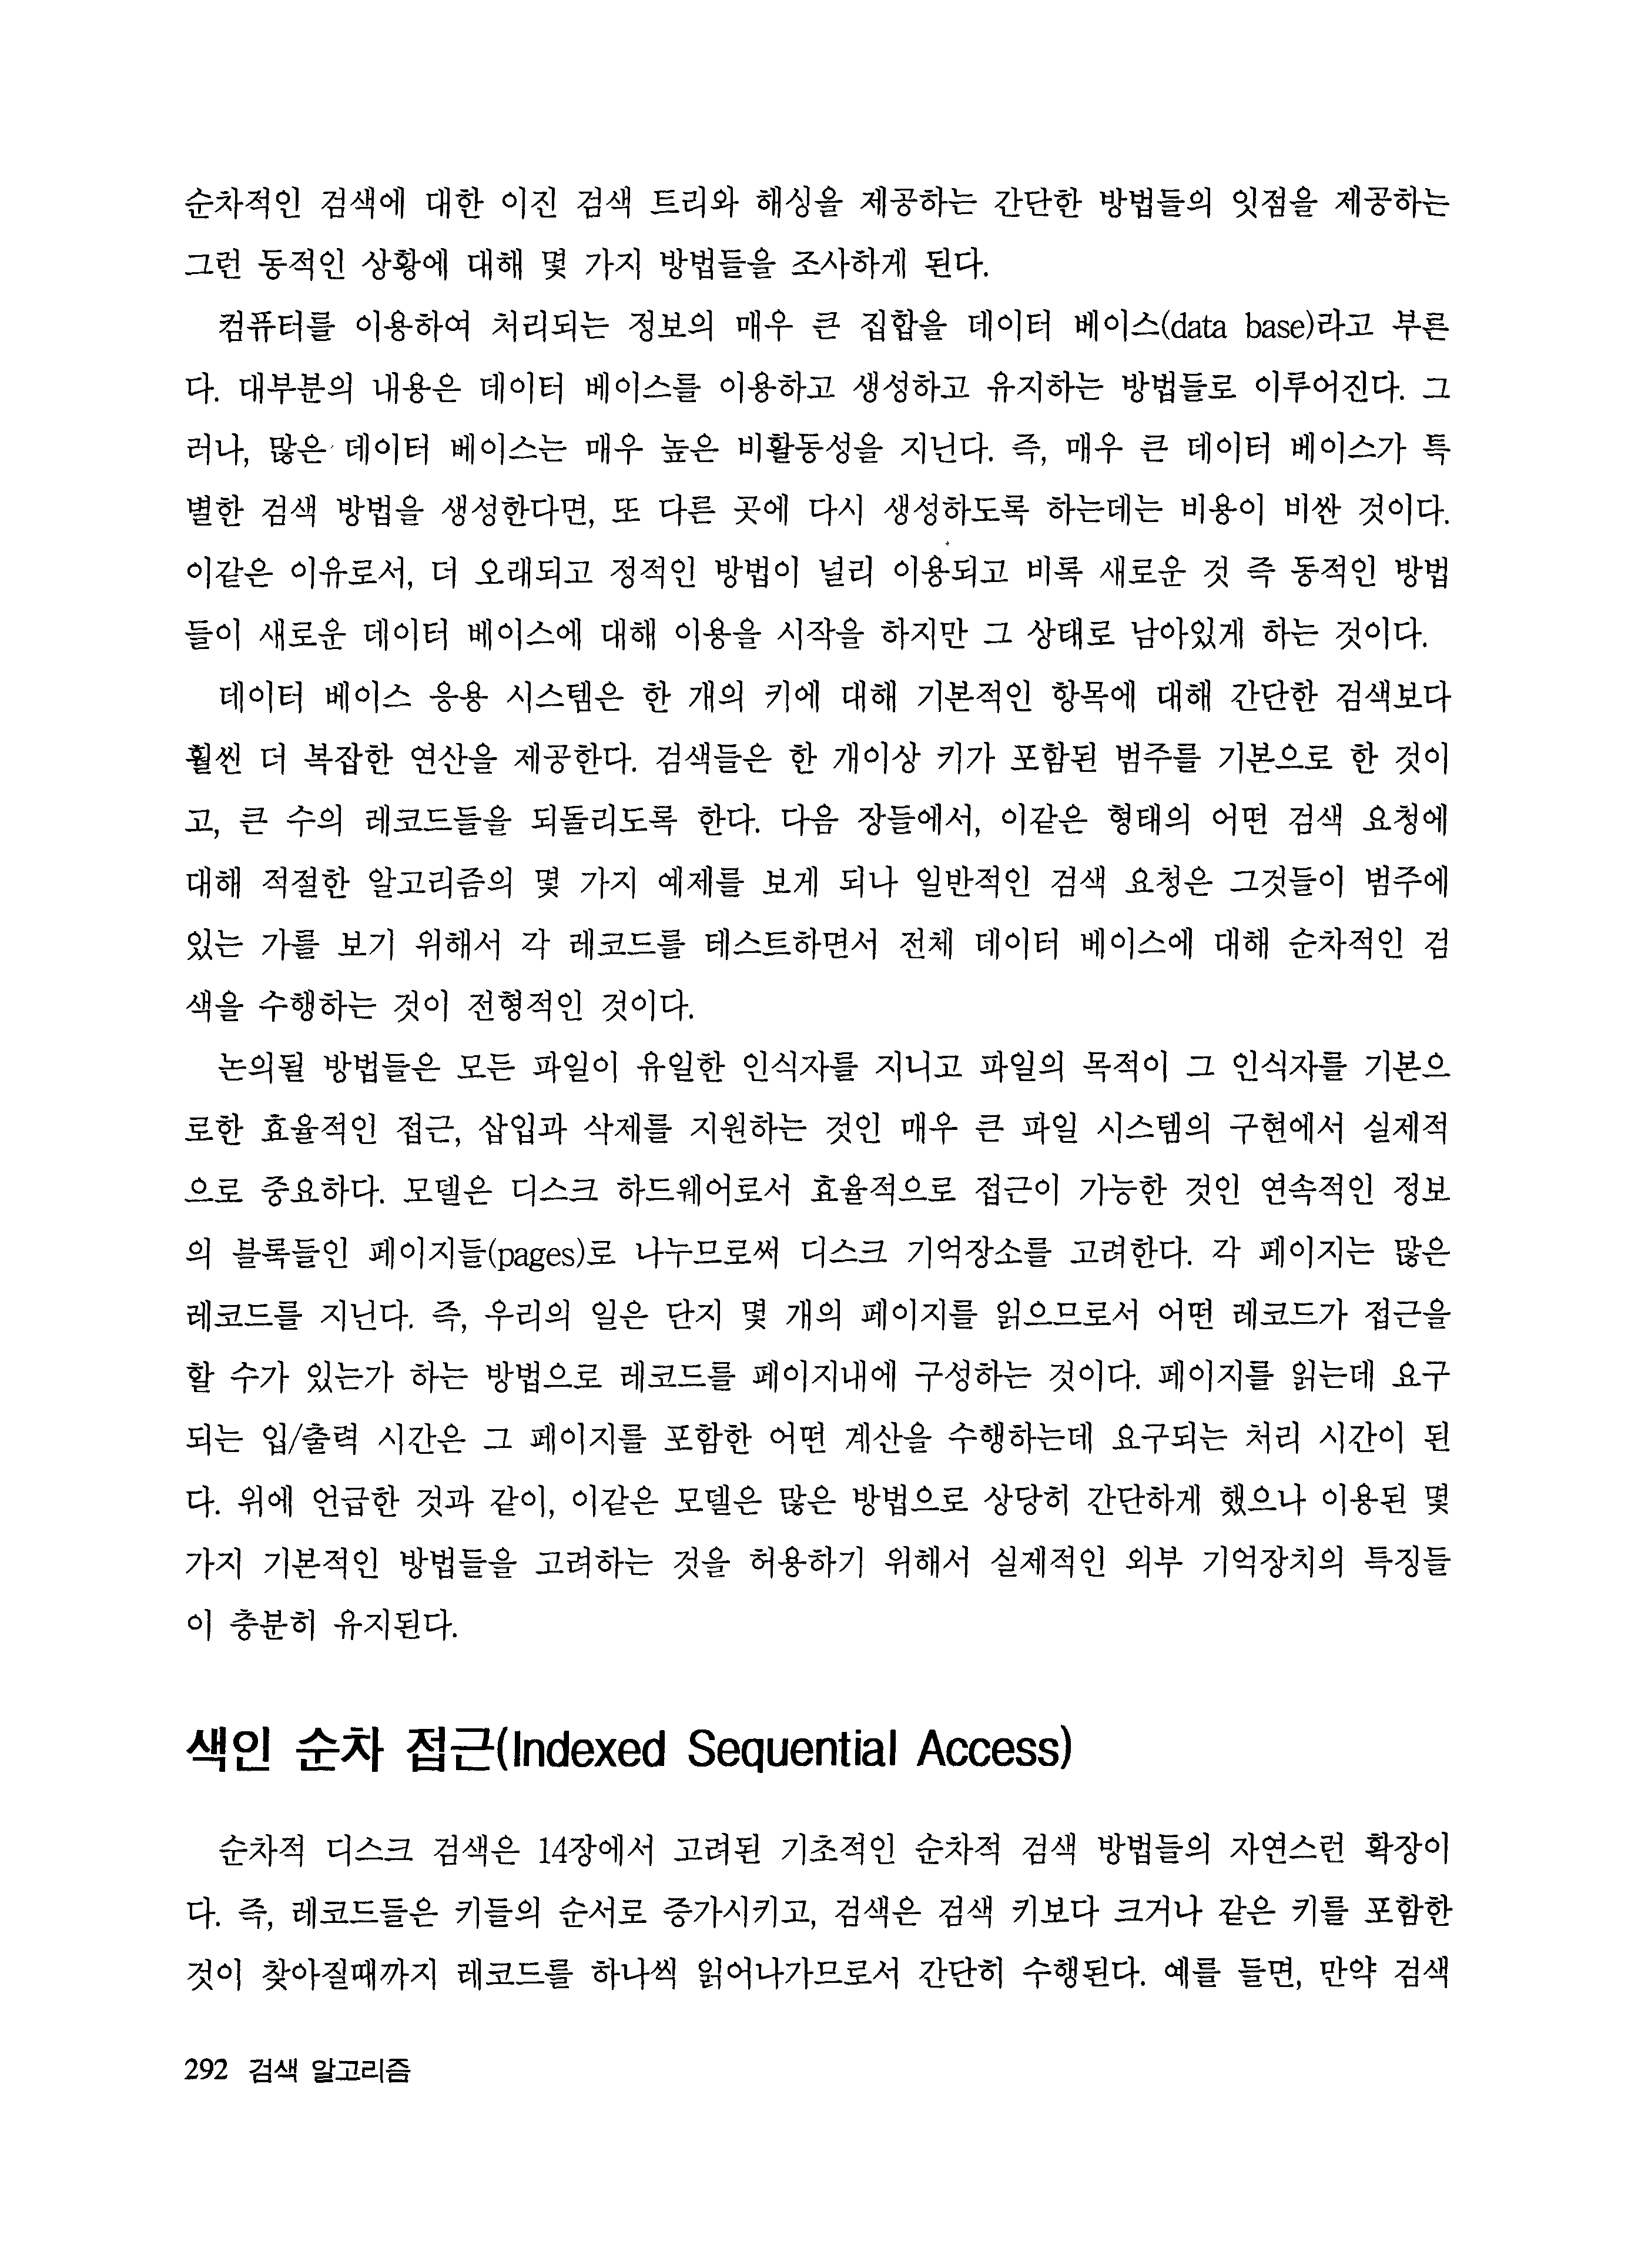 순차적인 검색에 대한 이진 검색 트리와 해싱을 제공하는 간단한 방법들의 잇점을 제공하는
그런 동적인 상황에 대해 몇 가지 방법들을 조사하게 된다.
컴퓨터를 이용하여 처리되는 정보의 매우 큰 집합을 데이터 베이스(data base)라고 부른
다. 대부분의 내용은 데이터 베이스를 이용하고 생성하고 유지하는 방법들로 이루어진다. 그
러나, 많은 데이터 베이스는 매우 높은 비활동성을 지닌다. 즉, 매우 큰 데이터 베이스가 특
별한 검색 방법을 생성한다면, 또 다른 곳에 다시 생성하도록 하는데는 비용이 비싼 것이다.
이같은 이유로서, 더 오래되고 정적인 방법이 널리 이용되고 비록 새로운 것 즉 동적인 방법
들이 새로운 데이터 베이스에 대해 이용을 시작을 하지만 그 상태로 남아있게 하는 것이다.
데이터 베이스 응용 시스템은 한 개의 키에 대해 기본적인 항목에 대해 간단한 검색보다
훨씬 더 복잡한 연산을 제공한다. 검색들은 한 개이상 키가 포함된 범주를 기본으로 한 것이
고, 큰 수의 레코드들을 되돌리도록 한다. 다음 장들에서, 이같은 형태의 어떤 검색 요청에
대해 적절한 알고리즘의 몇 가지 예제를 보게 되나 일반적인 검색 요청은 그것들이 범주에
있는 가를 보기 위해서 각 레코드를 테스트하면서 전체 데이터 베이스에 대해 순차적인 검
색을 수행하는 것이 전형적인 것이다.
논의될 방법들은 모든 파일이 유일한 인식자를 지니고 파일의 목적이 그 인식자를 기본으
로한 효율적인 접근, 삽입과 삭제를 지원하는 것인 매우 큰 파일 시스템의 구현에서 실제적
으로 중요하다. 모델은 디스크 하드웨어로서 효율적으로 접근이 가능한 것인 연속적인 정보
의 블록들인 페이지들(pages)로 나누므로써 디스크 기억장소를 고려한다. 각 페이지는 많은
레코드를 지닌다. 즉, 우리의 일은 단지 몇 개의 페이지를 읽으므로서 어떤 레코드가 접근을
할 수가 있는가 하는 방법으로 레코드를 페이지내에 구성하는 것이다. 페이지를 읽는데 요구
되는 입/출력 시간은 그 페이지를 포함한 어떤 계산을 수행하는데 요구되는 처리 시간이 된
다. 위에 언급한 것과 같이, 이같은 모델은 많은 방법으로 상당히 간단하게 했으나 이용된 몇
가지 기본적인 방법들을 고려하는 것을 허용하기 위해서 실제적인 외부 기억장치의 특징들
이 충분히 유지된다.
색인 순차 접근(Indexed Sequential Access)
순차적 디스크 검색은 14장에서 고려된 기초적인 순차적 검색 방법들의 자연스런 확장이
다. 즉, 레코드들은 키들의 순서로 증가시키고, 검색은 검색 키보다 크거나 같은 키를 포함한
것이 찾아질때까지 레코드를 하나씩 읽어나가므로서 간단히 수행된다. 예를 들면, 만약 검색
292 검색 알고리즘